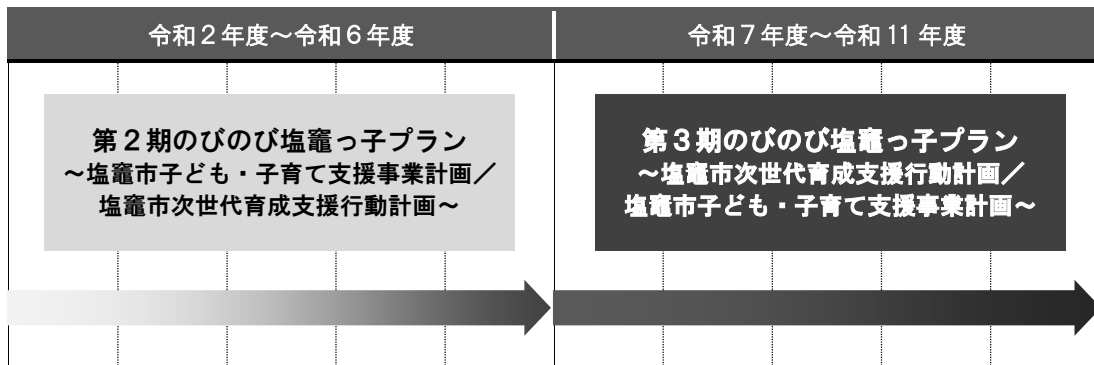 令和２年度～令和６年度
令和７年度～令和 11 年度
第２期のびのび塩竈っ子プラン
～塩竈市子ども・子育て支援事業計画／
塩竈市次世代育成支援行動計画～
第３期のびのび塩竈っ子プラン
～塩竈市次世代育成支援行動計画／
塩竈市子ども・子育て支援事業計画～